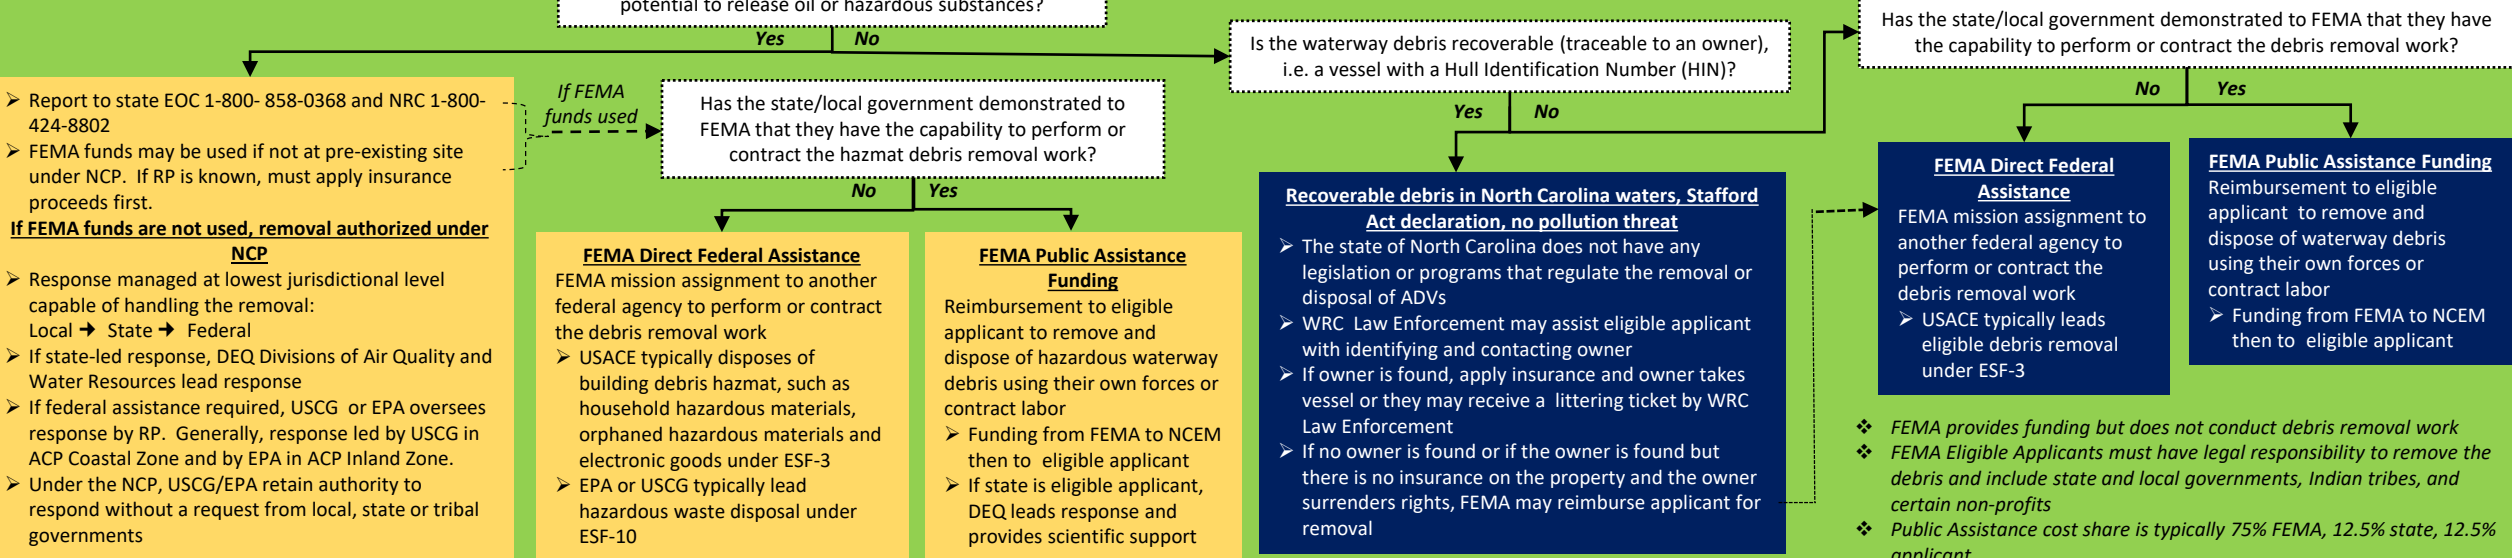 potential to release oil or hazardous substances?
Yes
No
➢ Report to state EOC 1-800- 858-0368 and NRC 1-800-
424-8802
➢ FEMA funds may be used if not at pre-existing site
under NCP. If RP is known, must apply insurance
proceeds first.
If FEMA funds are not used, removal authorized under
NCP
➢ Response managed at lowest jurisdictional level
capable of handling the removal:
Local ➔ State ➔ Federal
➢ If state-led response, DEQ Divisions of Air Quality and
Water Resources lead response
➢ If federal assistance required, USCG or EPA oversees
response by RP. Generally, response led by USCG in
ACP Coastal Zone and by EPA in ACP Inland Zone.
➢ Under the NCP, USCG/EPA retain authority to
respond without a request from local, state or tribal
governments
If FEMA
funds used
Has the state/local government demonstrated to
FEMA that they have the capability to perform or
contract the hazmat debris removal work?
No
Yes
FEMA Direct Federal Assistance
FEMA mission assignment to another
federal agency to perform or contract
the debris removal work
➢ USACE typically disposes of
building debris hazmat, such as
household hazardous materials,
orphaned hazardous materials and
electronic goods under ESF-3
➢ EPA or USCG typically lead
hazardous waste disposal under
ESF-10
FEMA Public Assistance
Funding
Reimbursement to eligible
applicant to remove and
dispose of hazardous waterway
debris using their own forces or
contract labor
➢ Funding from FEMA to NCEM
then to eligible applicant
➢ If state is eligible applicant,
DEQ leads response and
provides scientific support
Is the waterway debris recoverable (traceable to an owner),
i.e. a vessel with a Hull Identification Number (HIN)?
Yes
No
Recoverable debris in North Carolina waters, Stafford
Act declaration, no pollution threat
➢ The state of North Carolina does not have any
legislation or programs that regulate the removal or
disposal of ADVs
➢ WRC Law Enforcement may assist eligible applicant
with identifying and contacting owner
➢ If owner is found, apply insurance and owner takes
vessel or they may receive a littering ticket by WRC
Law Enforcement
➢ If no owner is found or if the owner is found but
there is no insurance on the property and the owner
surrenders rights, FEMA may reimburse applicant for
removal
Has the state/local government demonstrated to FEMA that they have
the capability to perform or contract the debris removal work?
No
Yes
FEMA Direct Federal
Assistance
FEMA mission assignment to
another federal agency to
perform or contract the
debris removal work
➢ USACE typically leads
eligible debris removal
under ESF-3
FEMA Public Assistance Funding
Reimbursement to eligible
applicant to remove and
dispose of waterway debris
using their own forces or
contract labor
➢ Funding from FEMA to NCEM
then to eligible applicant
❖ FEMA provides funding but does not conduct debris removal work
❖ FEMA Eligible Applicants must have legal responsibility to remove the
debris and include state and local governments, Indian tribes, and
certain non-profits
❖ Public Assistance cost share is typically 75% FEMA, 12.5% state, 12.5%
applicant